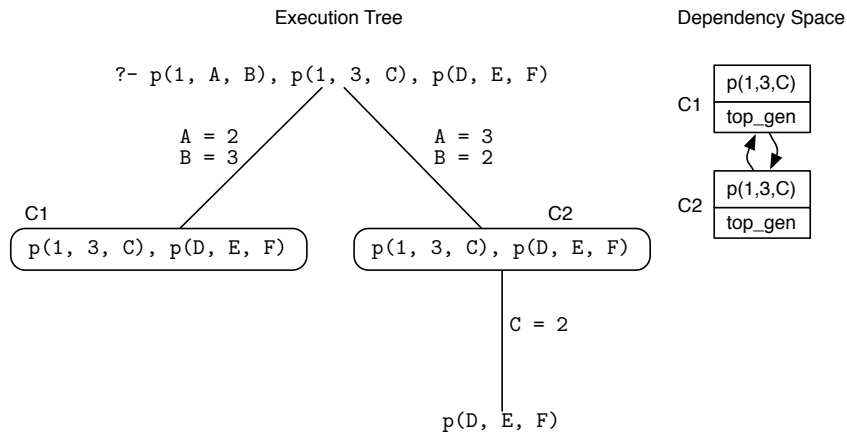 Execution Tree
Dependency Space
?- p(1, A, B), p(1, 3, C), p(D, E, F)
C1
p(1,3,C)
top_gen
A = 2
B = 3
A = 3
B = 2
C2
p(1,3,C)
top_gen
C1
C2
p(1, 3, C), p(D, E, F)
p(1, 3, C), p(D, E, F)
C = 2
p(D, E, F)